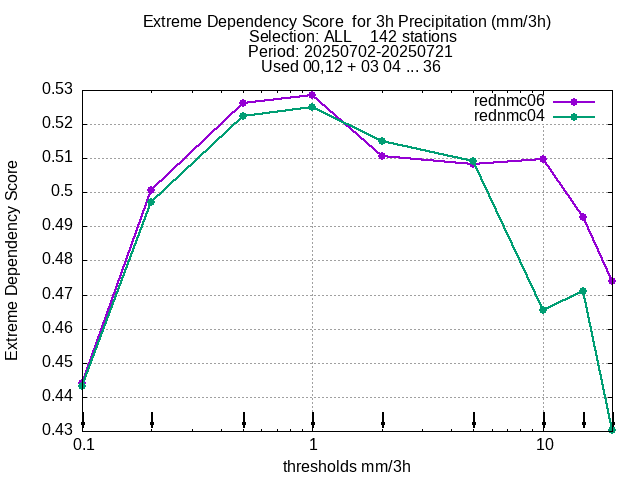 Extreme Dependency Score  for 3h Precipitation (mm/3h)
Selection: ALL    142 stations
Period: 20250702-20250721
Used 00,12 + 03 04 ... 36
rednmc06
rednmc04
Extreme Dependency Score
0.53
0.52
0.51
0.5
0.49
0.48
0.47
0.46
0.45
0.44
0.43
0.1
1
10
thresholds mm/3h